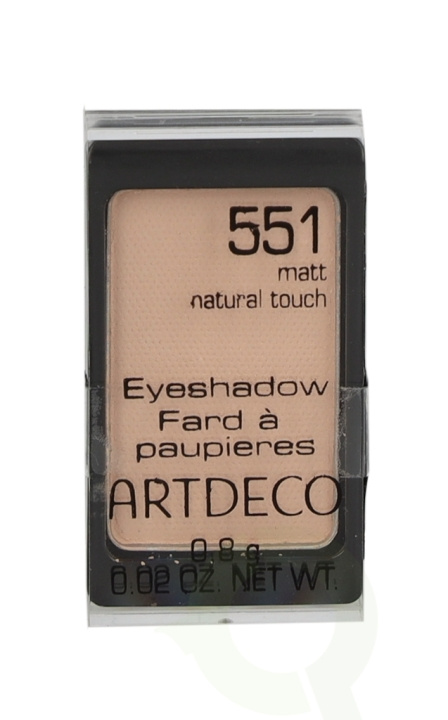 551
matt
natural touch
Eyeshadow
Fard à
paupieres
ARTDECO
0.8 g
0.02 OZ. NET WT.